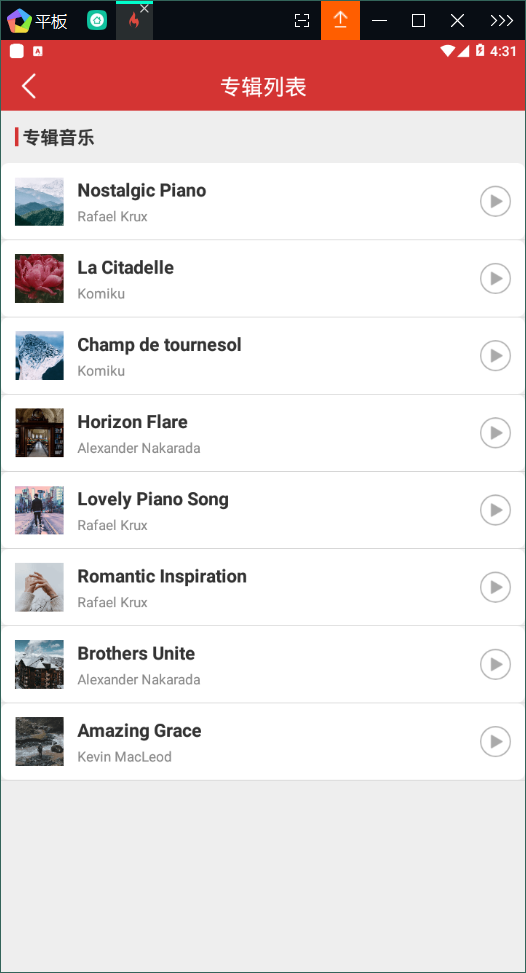 平板
4:31
专辑列表
专辑音乐
Nostalgic Piano
Rafael Krux
La Citadelle
Komiku
Champ de tournesol
Komiku
Horizon Flare
Alexander Nakarada
Lovely Piano Song
Rafael Krux
Romantic Inspiration
Rafael Krux
Brothers Unite
Alexander Nakarada
Amazing Grace
Kevin MacLeod